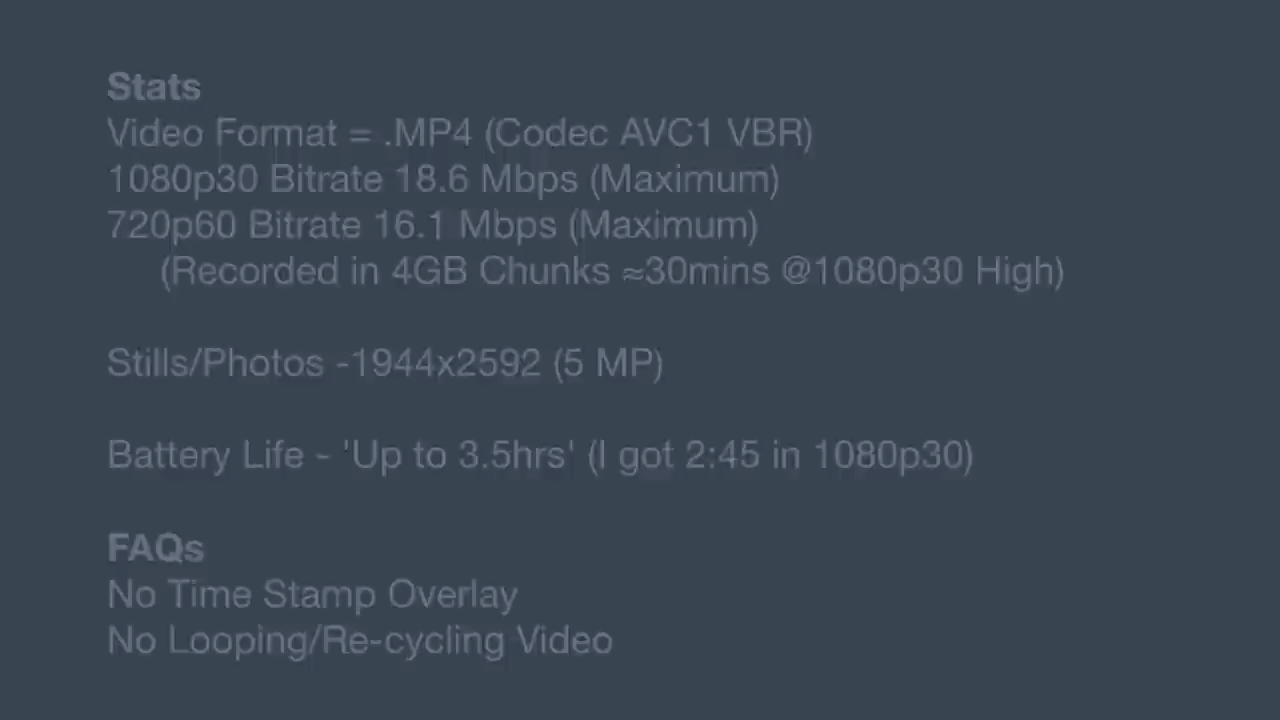 Stats
Video Format = .MP4 (Codec AVC1 VBR)
1080p30 Bitrate 18.6 Mbps (Maximum)
720p60 Bitrate 16.1 Mbps (Maximum)
(Recorded in 4GB Chunks ≈30mins @1080p30 High)
Stills/Photos -1944x2592 (5 MP)
Battery Life - 'Up to 3.5hrs' (I got 2:45 in 1080p30)
FAQs
No Time Stamp Overlay
No Looping/Re-cycling Video